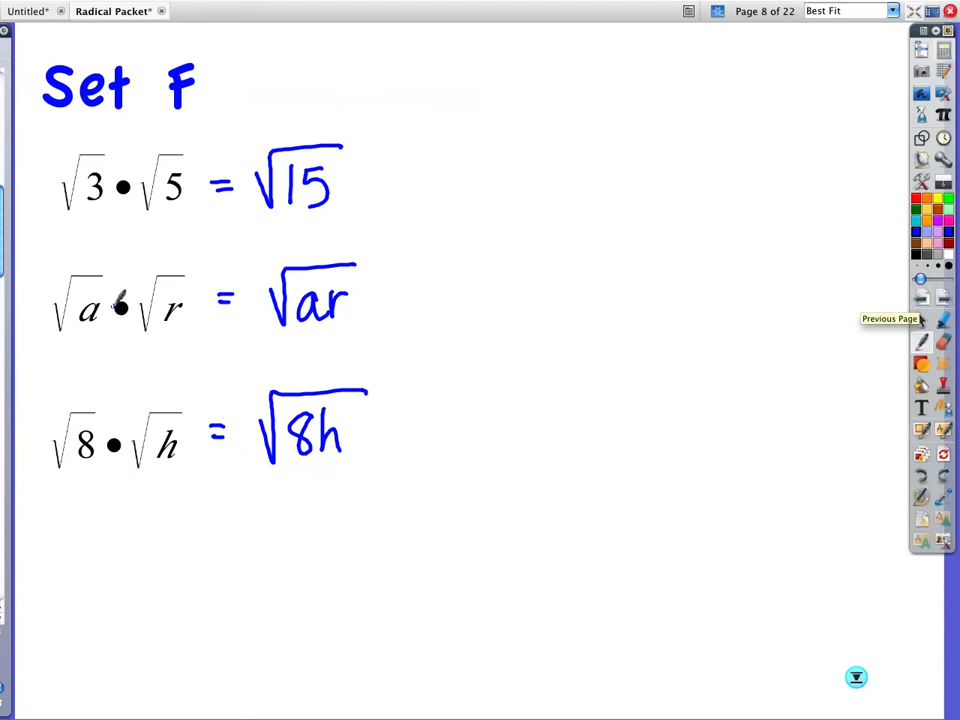 Untitled* Radical Packet* Page 8 of 22 Best Fit
Set F
√3 • √5 = √15
√a • √r = √ar
Previous Page
√8 • √h = √8h
T